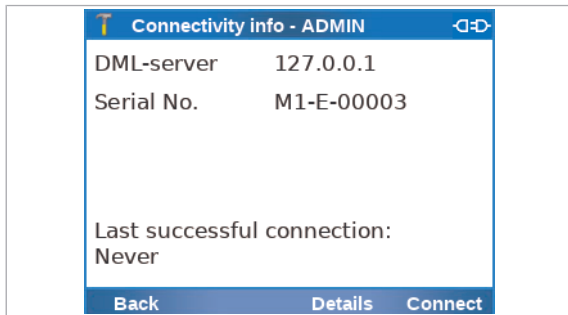 Connectivity info - ADMIN
DML-server 127.0.0.1
Serial No. M1-E-00003
Last successful connection:
Never
Back Details Connect